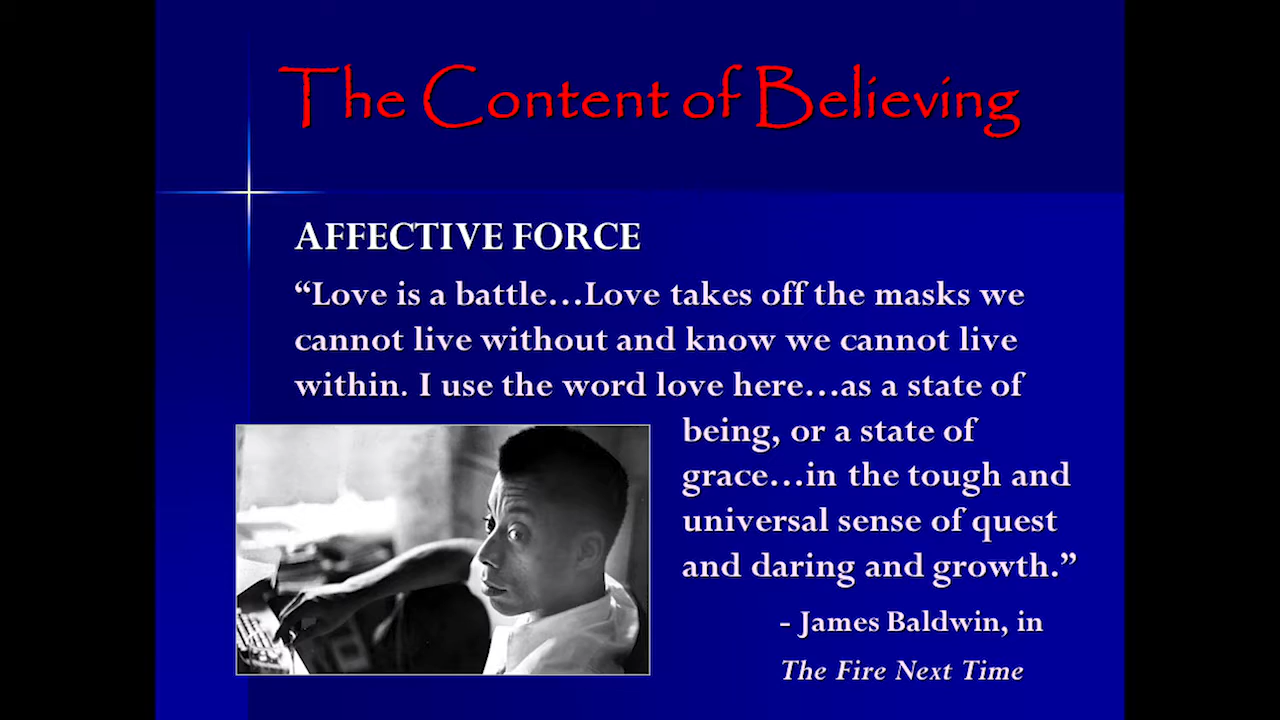 The Content of Believing
AFFECTIVE FORCE
“Love is a battle…Love takes off the masks we
cannot live without and know we cannot live
within. I use the word love here…as a state of
being, or a state of
grace…in the tough and
universal sense of quest
and daring and growth.”
- James Baldwin, in
The Fire Next Time